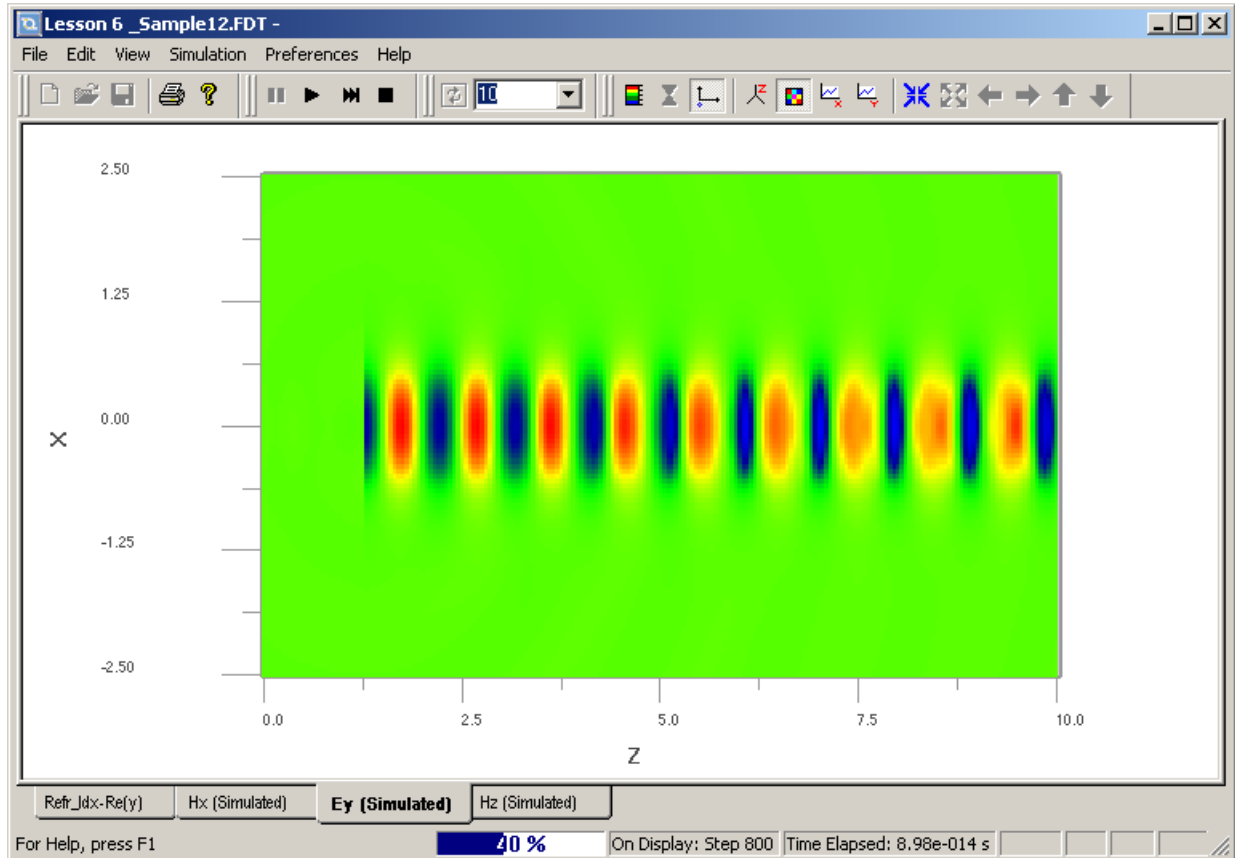 Lesson 6 _Sample12.FDT -
File Edit View Simulation Preferences Help
10
2.50
1.25
0.00
X
-1.25
-2.50
0.0 2.5 5.0 7.5 10.0
Z
Refr_Idx-Re(y) Hx (Simulated) Ey (Simulated) Hz (Simulated)
For Help, press F1 40 % On Display: Step 800 Time Elapsed: 8.98e-014 s